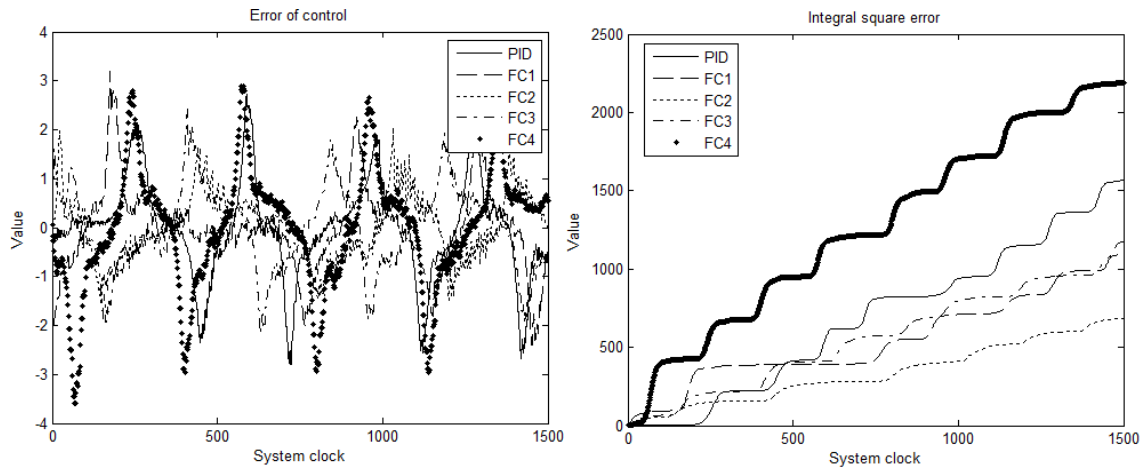 Error of control
4
3
2
1
0
-1
-2
-3
-4
Value
0
500
1000
1500
System clock
PID
FC1
FC2
FC3
FC4
Integral square error
2500
2000
1500
1000
500
0
Value
0
500
1000
1500
System clock
PID
FC1
FC2
FC3
FC4